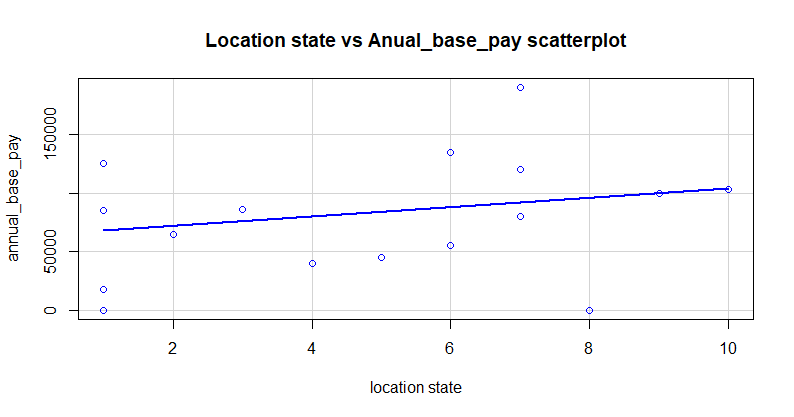 Location state vs Anual_base_pay scatterplot
annual_base_pay
150000
50000
0
2
4
6
8
10
location state